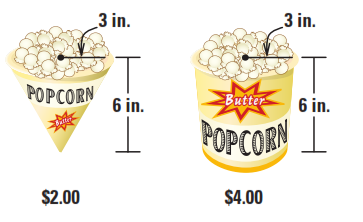 3 in.
3 in.
POPCORN
Butter
6 in.
Butter
POPCORN
6 in.
$2.00
$4.00